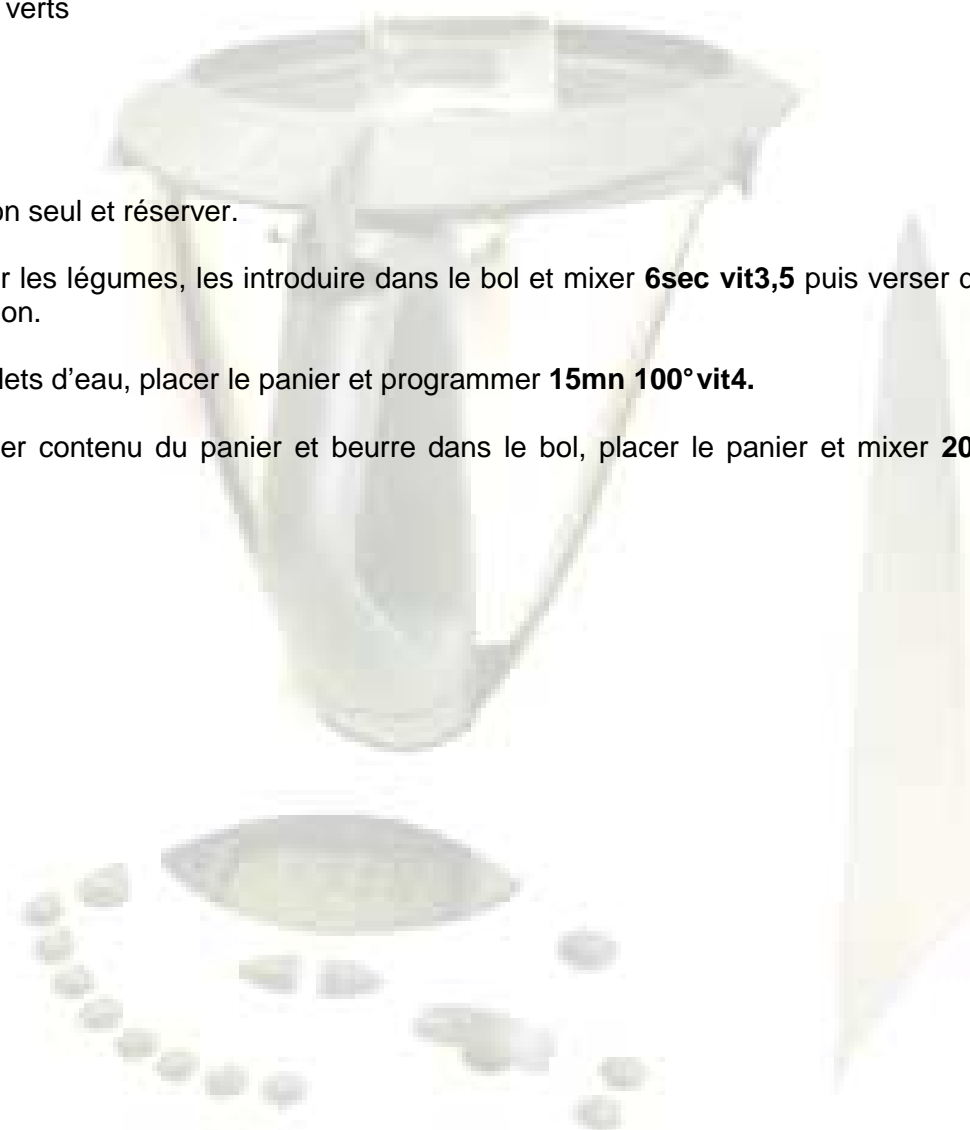 verts
on seul et réserver.
r les légumes, les introduire dans le bol et mixer 6sec vit3,5 puis verser d
on.
lets d’eau, placer le panier et programmer 15mn 100° vit4.
er contenu du panier et beurre dans le bol, placer le panier et mixer 20